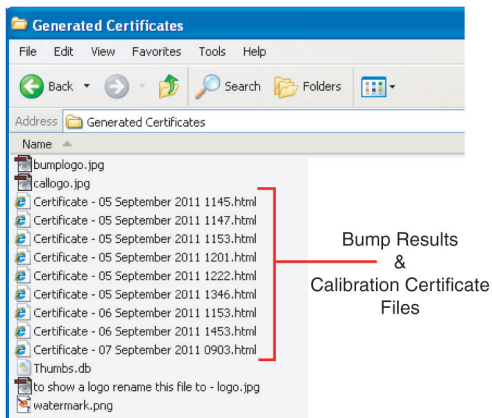 Generated Certificates
File Edit View Favorites Tools Help
Back Search Folders
Address Generated Certificates
Name
bumplogo.jpg
callogo.jpg
Certificate - 05 September 2011 1145.html
Certificate - 05 September 2011 1147.html
Certificate - 05 September 2011 1153.html
Certificate - 05 September 2011 1201.html
Certificate - 05 September 2011 1222.html
Certificate - 05 September 2011 1346.html
Certificate - 06 September 2011 1153.html
Certificate - 06 September 2011 1453.html
Certificate - 07 September 2011 0903.html
Thumbs.db
to show a logo rename this file to - logo.jpg
watermark.png
Bump Results
&
Calibration Certificate
Files